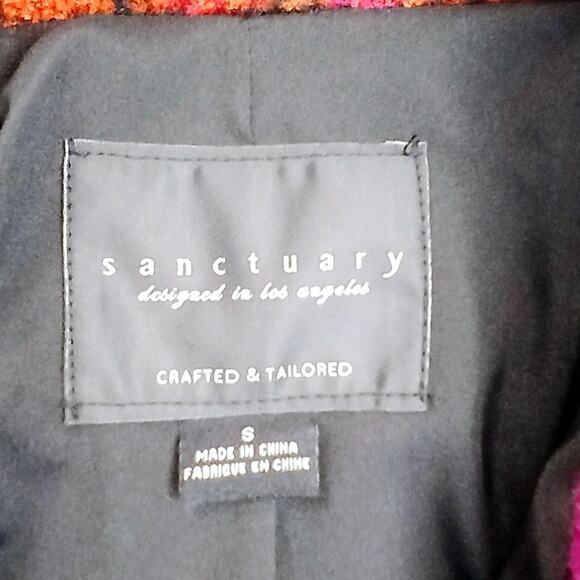 sanctuary
designed in los angeles
CRAFTED & TAILORED
S
MADE IN CHINA
FABRIQUE EN CHINE